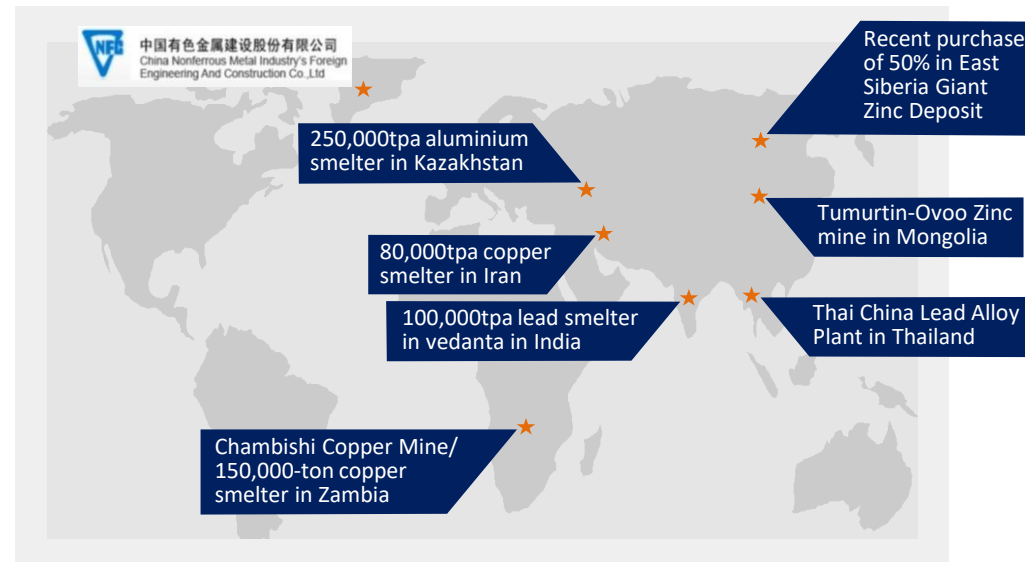 NFC
中国有色金属建设股份有限公司
China Nonferrous Metal Industry's Foreign
Engineering And Construction Co.,Ltd
Recent purchase
of 50% in East
Siberia Giant
Zinc Deposit
250,000tpa aluminium
smelter in Kazakhstan
Tumurtin-Ovoo Zinc
mine in Mongolia
80,000tpa copper
smelter in Iran
100,000tpa lead smelter
in vedanta in India
Thai China Lead Alloy
Plant in Thailand
Chambishi Copper Mine/
150,000-ton copper
smelter in Zambia